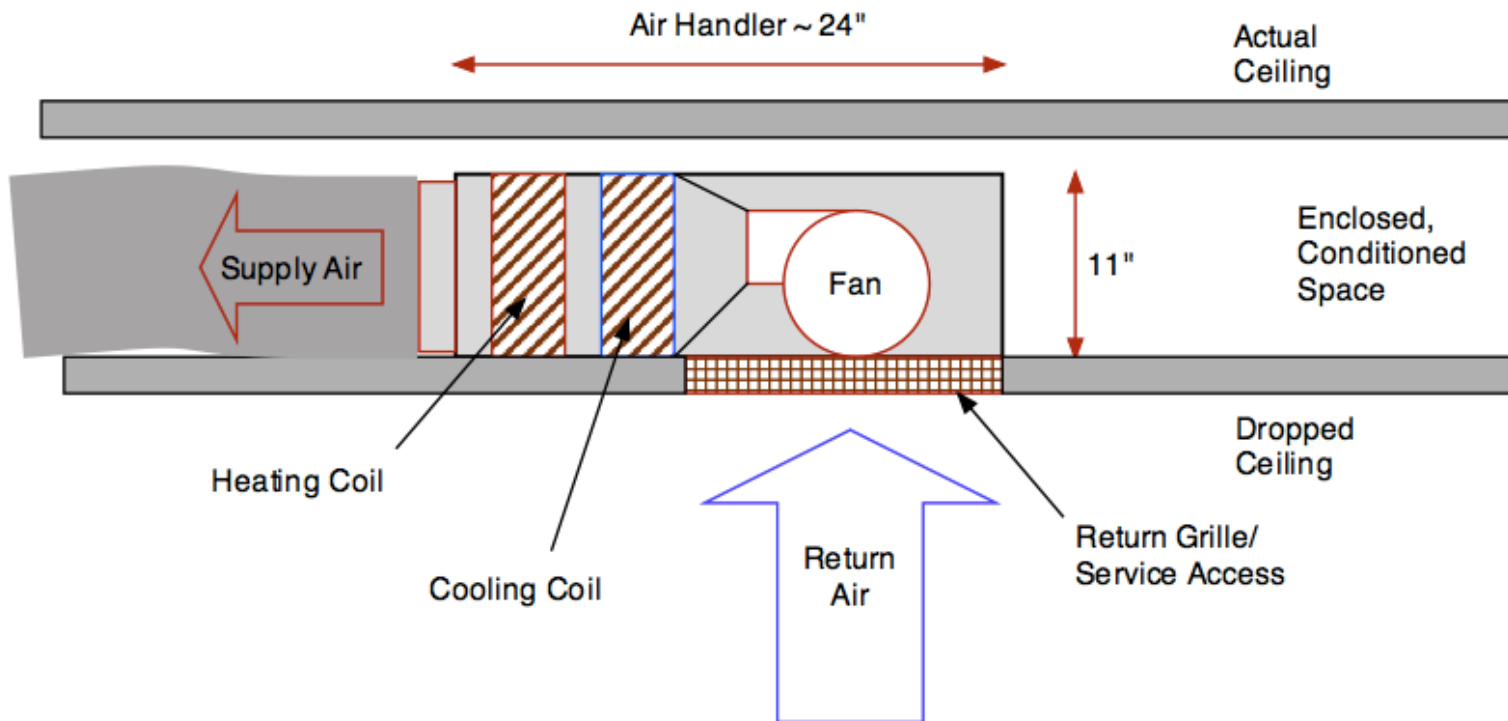 Air Handler ~ 24"
Actual
Ceiling
Supply Air
Fan
11"
Enclosed,
Conditioned
Space
Heating Coil
Cooling Coil
Return
Air
Return Grille/
Service Access
Dropped
Ceiling